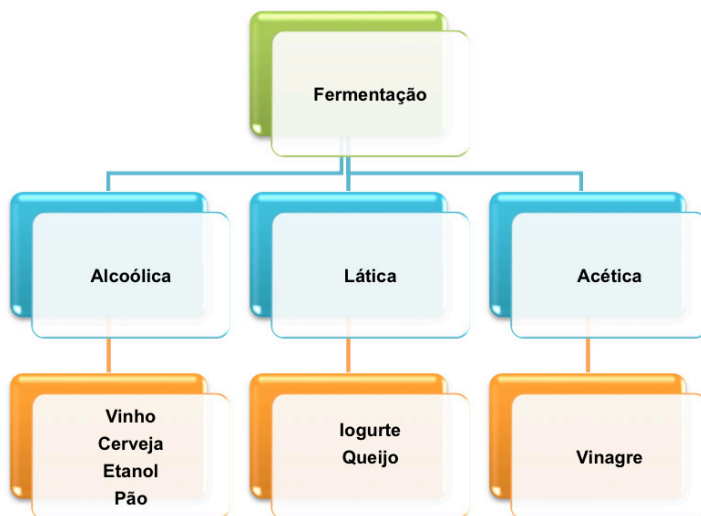 Fermentação
Alcoólica
Lática
Acética
Vinho
Cerveja
Etanol
Pão
Iogurte
Queijo
Vinagre